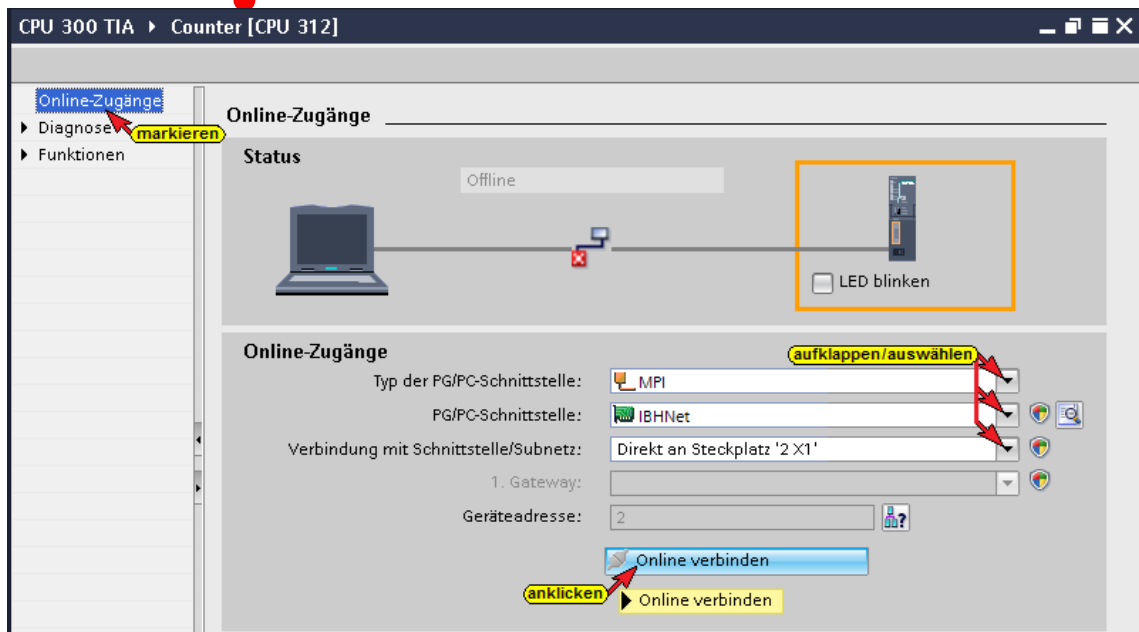 CPU 300 TIA ▸ Counter [CPU 312]
Online-Zugänge
Diagnose
markieren
Funktionen
Online-Zugänge
Status
Offline
LED blinken
Online-Zugänge
aufklappen/auswählen
Typ der PG/PC-Schnittstelle: MPI
PG/PC-Schnittstelle: IBHNet
Verbindung mit Schnittstelle/Subnetz: Direkt an Steckplatz '2 X1'
1. Gateway:
Geräteadresse: 2
Online verbinden
anklicken
Online verbinden